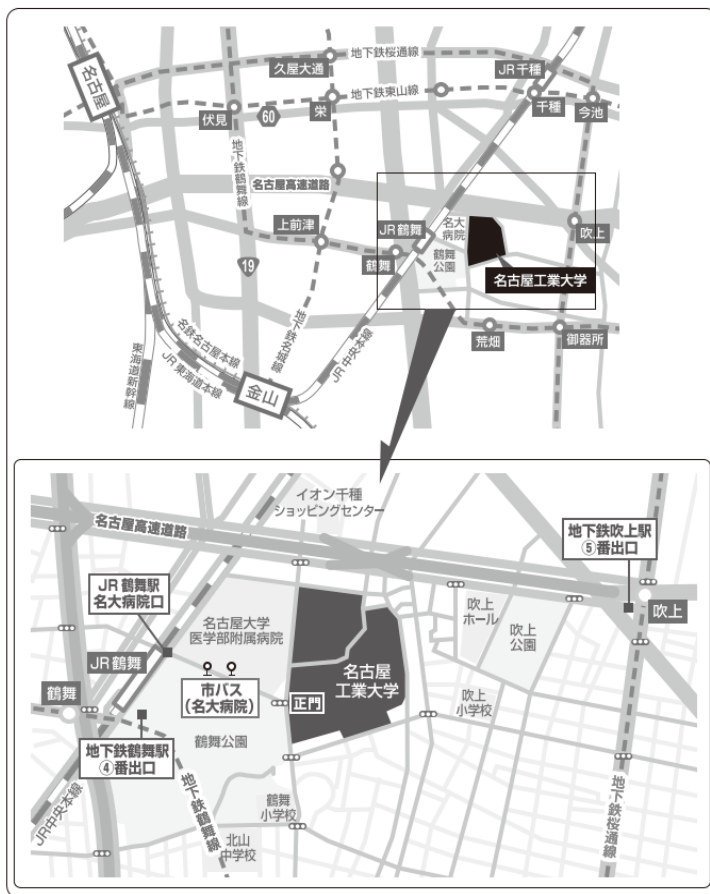 地下鉄桜通線
久屋大通
JR千種
名古屋
地下鉄東山線
伏見
60
栄
千種
今池
地下鉄鶴舞線
名古屋高速道路
上前津
JR鶴舞
名大
病院
吹上
鶴舞
鶴舞
公園
19
名古屋工業大学
地下鉄名城線
荒畑
御器所
名鉄名古屋本線
JR東海道本線
東海道新幹線
JR中央本線
金山
イオン千種
ショッピングセンター
名古屋高速道路
地下鉄吹上駅
⑤番出口
JR鶴舞駅
名大病院口
名古屋大学
医学部附属病院
吹上
ホール
吹上
公園
吹上
JR鶴舞
名古屋
工業大学
市バス
(名大病院)
正門
吹上
小学校
鶴舞
地下鉄鶴舞駅
④番出口
鶴舞公園
JR中央本線
地下鉄鶴舞線
鶴舞
小学校
北山
中学校
地下鉄桜通線